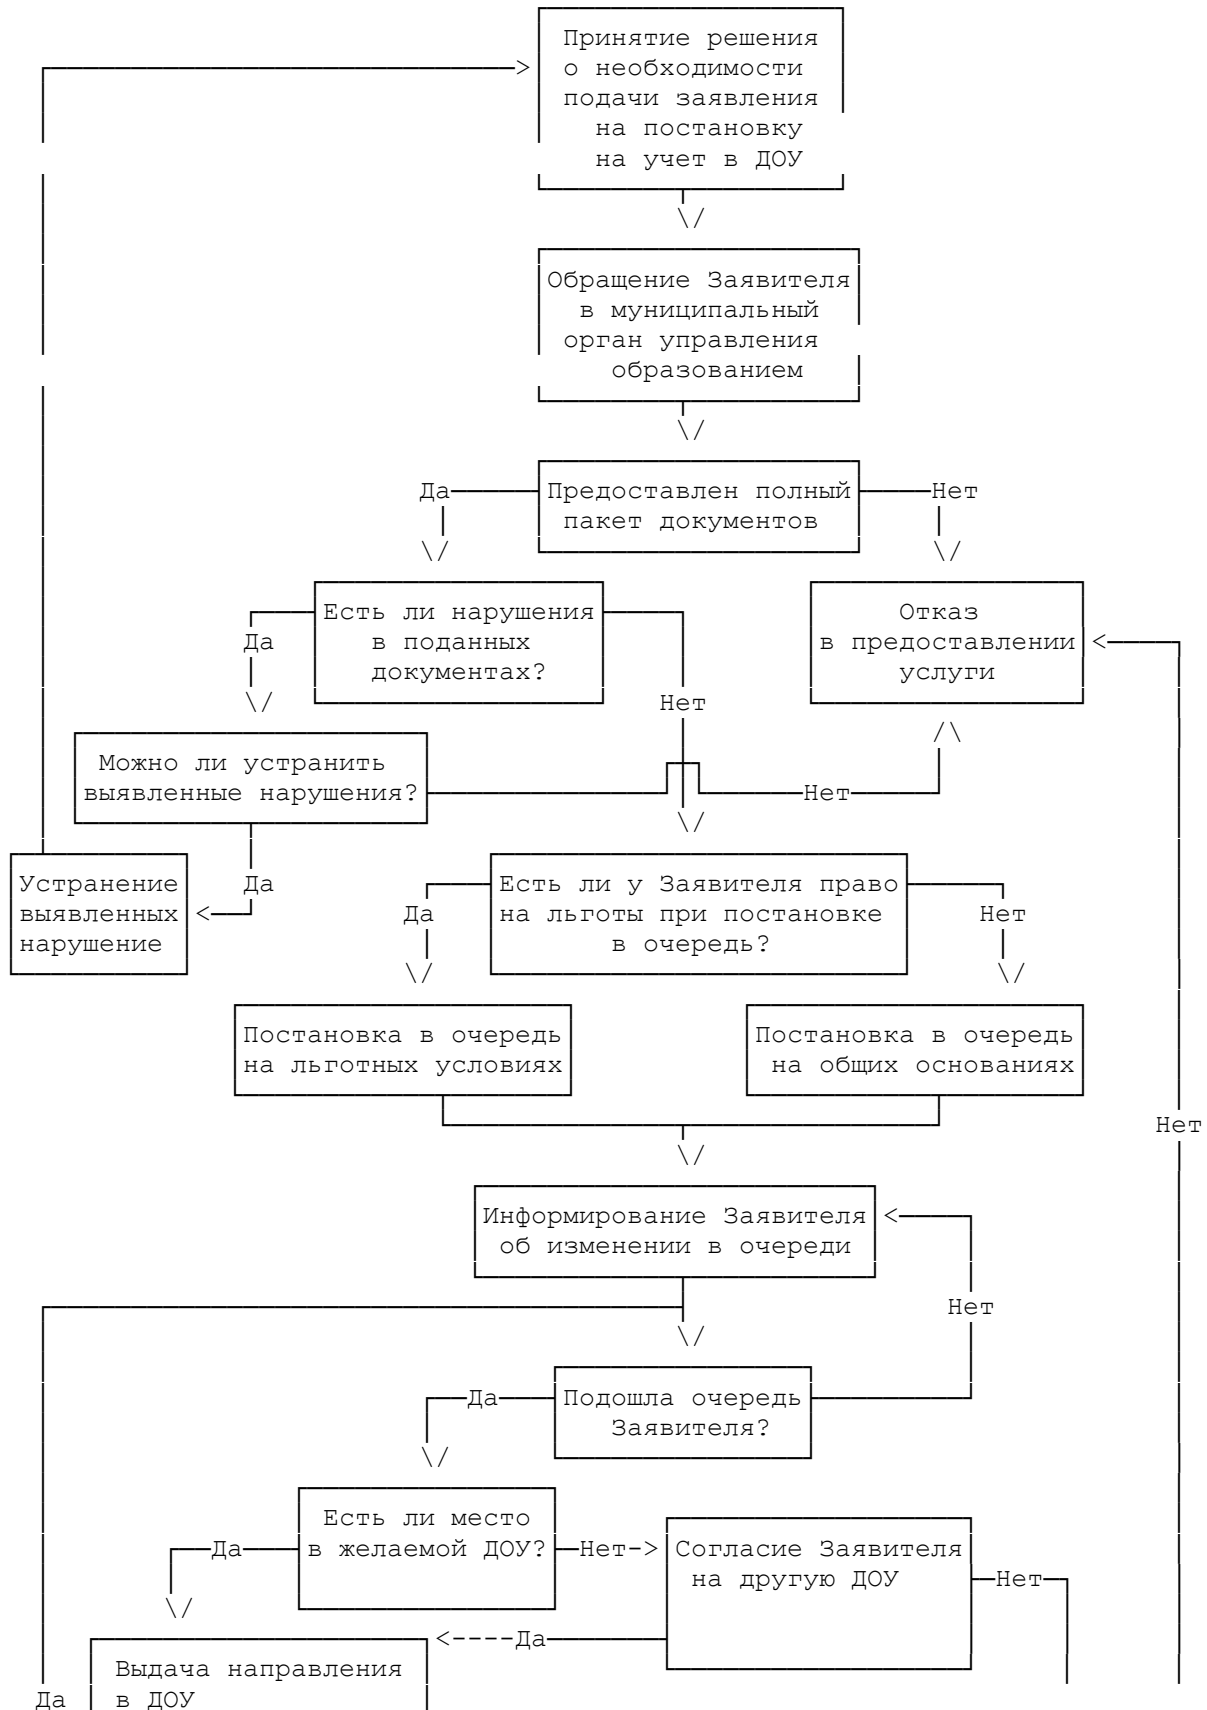 Принятие решения
о необходимости
подачи заявления
на постановку
на учет в ДОУ
Обращение Заявителя
в муниципальный
орган управления
образованием
Да
Предоставлен полный
пакет документов
Нет
Есть ли нарушения
в поданных
документах?
Да
Нет
Отказ
в предоставлении
услуги
Можно ли устранить
выявленные нарушения?
Нет
Да
Устранение
выявленных
нарушение
Есть ли у Заявителя право
на льготы при постановке
в очередь?
Да
Нет
Постановка в очередь
на льготных условиях
Постановка в очередь
на общих основаниях
Нет
Информирование Заявителя
об изменении в очереди
Нет
Да
Подошла очередь
Заявителя?
Есть ли место
в желаемой ДОУ?
Да
Нет->
Согласие Заявителя
на другую ДОУ
Нет
<----Да
Выдача направления
в ДОУ
Да